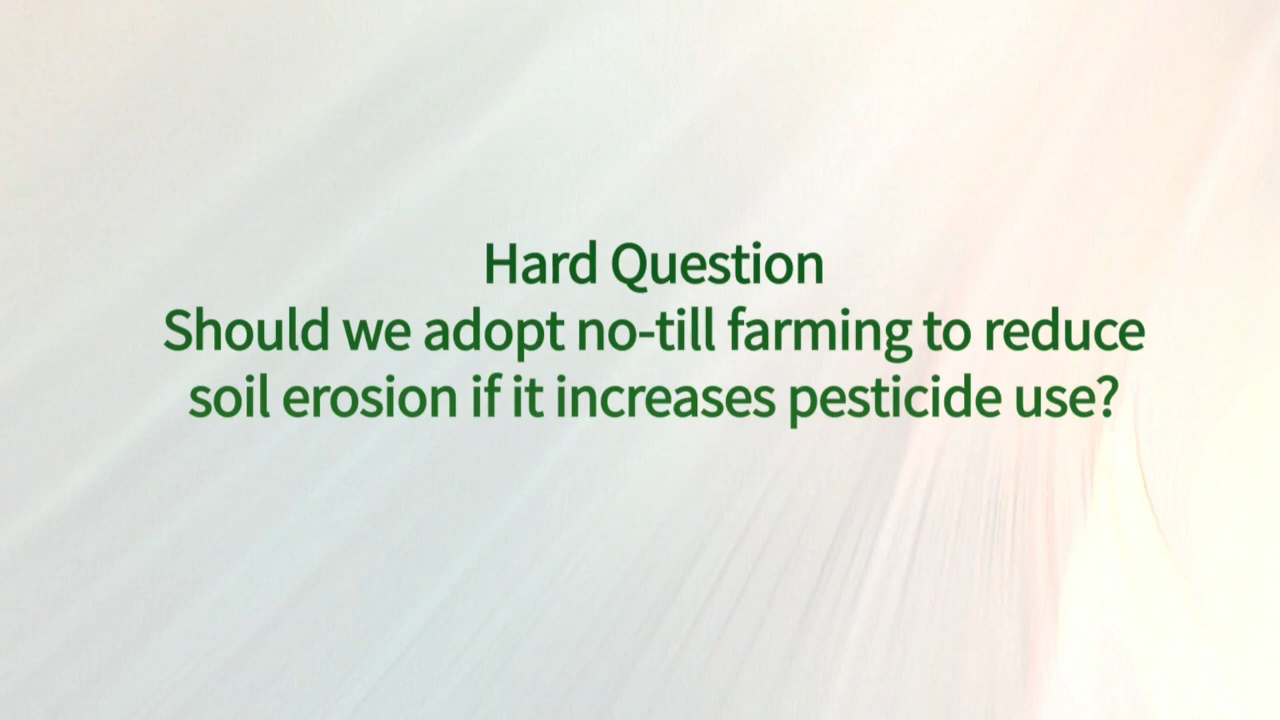 Hard Question
Should we adopt no-till farming to reduce
soil erosion if it increases pesticide use?